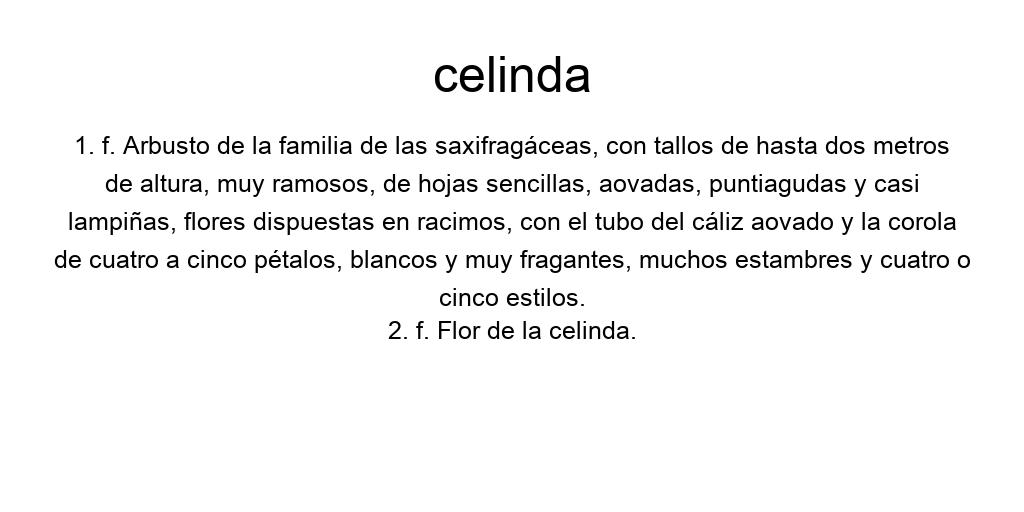 celinda
1. f. Arbusto de la familia de las saxifragáceas, con tallos de hasta dos metros
de altura, muy ramosos, de hojas sencillas, aovadas, puntiagudas y casi
lampiñas, flores dispuestas en racimos, con el tubo del cáliz aovado y la corola
de cuatro a cinco pétalos, blancos y muy fragantes, muchos estambres y cuatro o
cinco estilos.
2. f. Flor de la celinda.